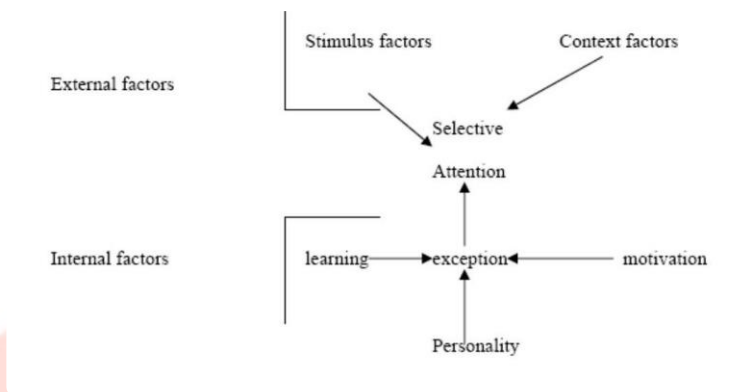 Stimulus factors Context factors
External factors
Selective
Attention
Internal factors learning exception motivation
Personality